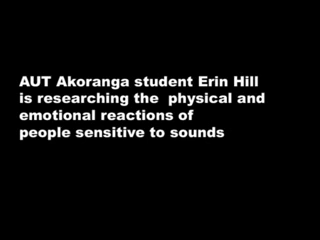 AUT Akoranga student Erin Hill
is researching the  physical and
emotional reactions of
people sensitive to sounds